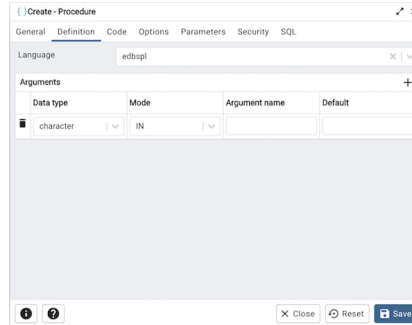 { } Create - Procedure
General Definition Code Options Parameters Security SQL
Language edbspl
Arguments
Data type Mode Argument name Default
character IN
Close Reset Save